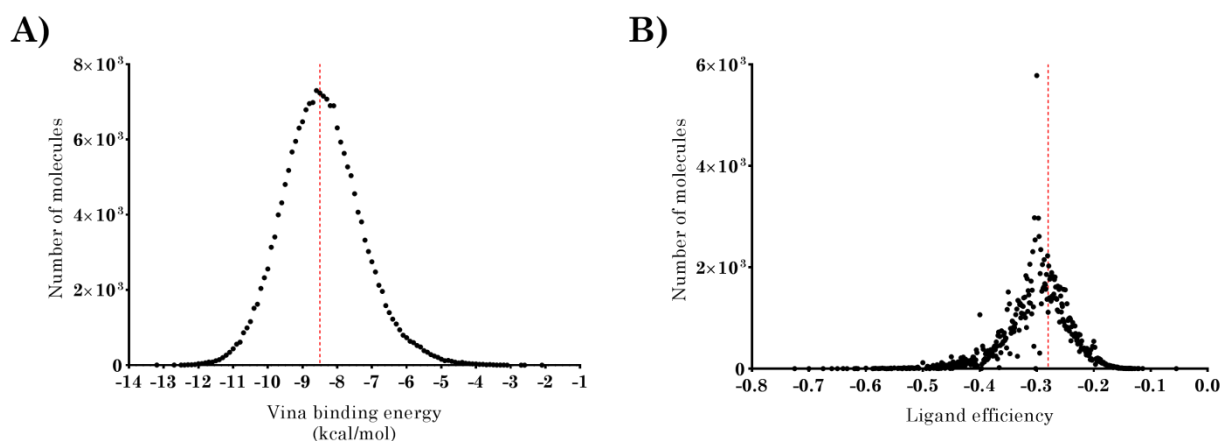 A)
Number of molecules
8×10³
6×10³
4×10³
2×10³
0
-14 -13 -12 -11 -10 -9 -8 -7 -6 -5 -4 -3 -2 -1
Vina binding energy
(kcal/mol)
B)
Number of molecules
6×10³
4×10³
2×10³
0
-0.8 -0.7 -0.6 -0.5 -0.4 -0.3 -0.2 -0.1 0.0
Ligand efficiency